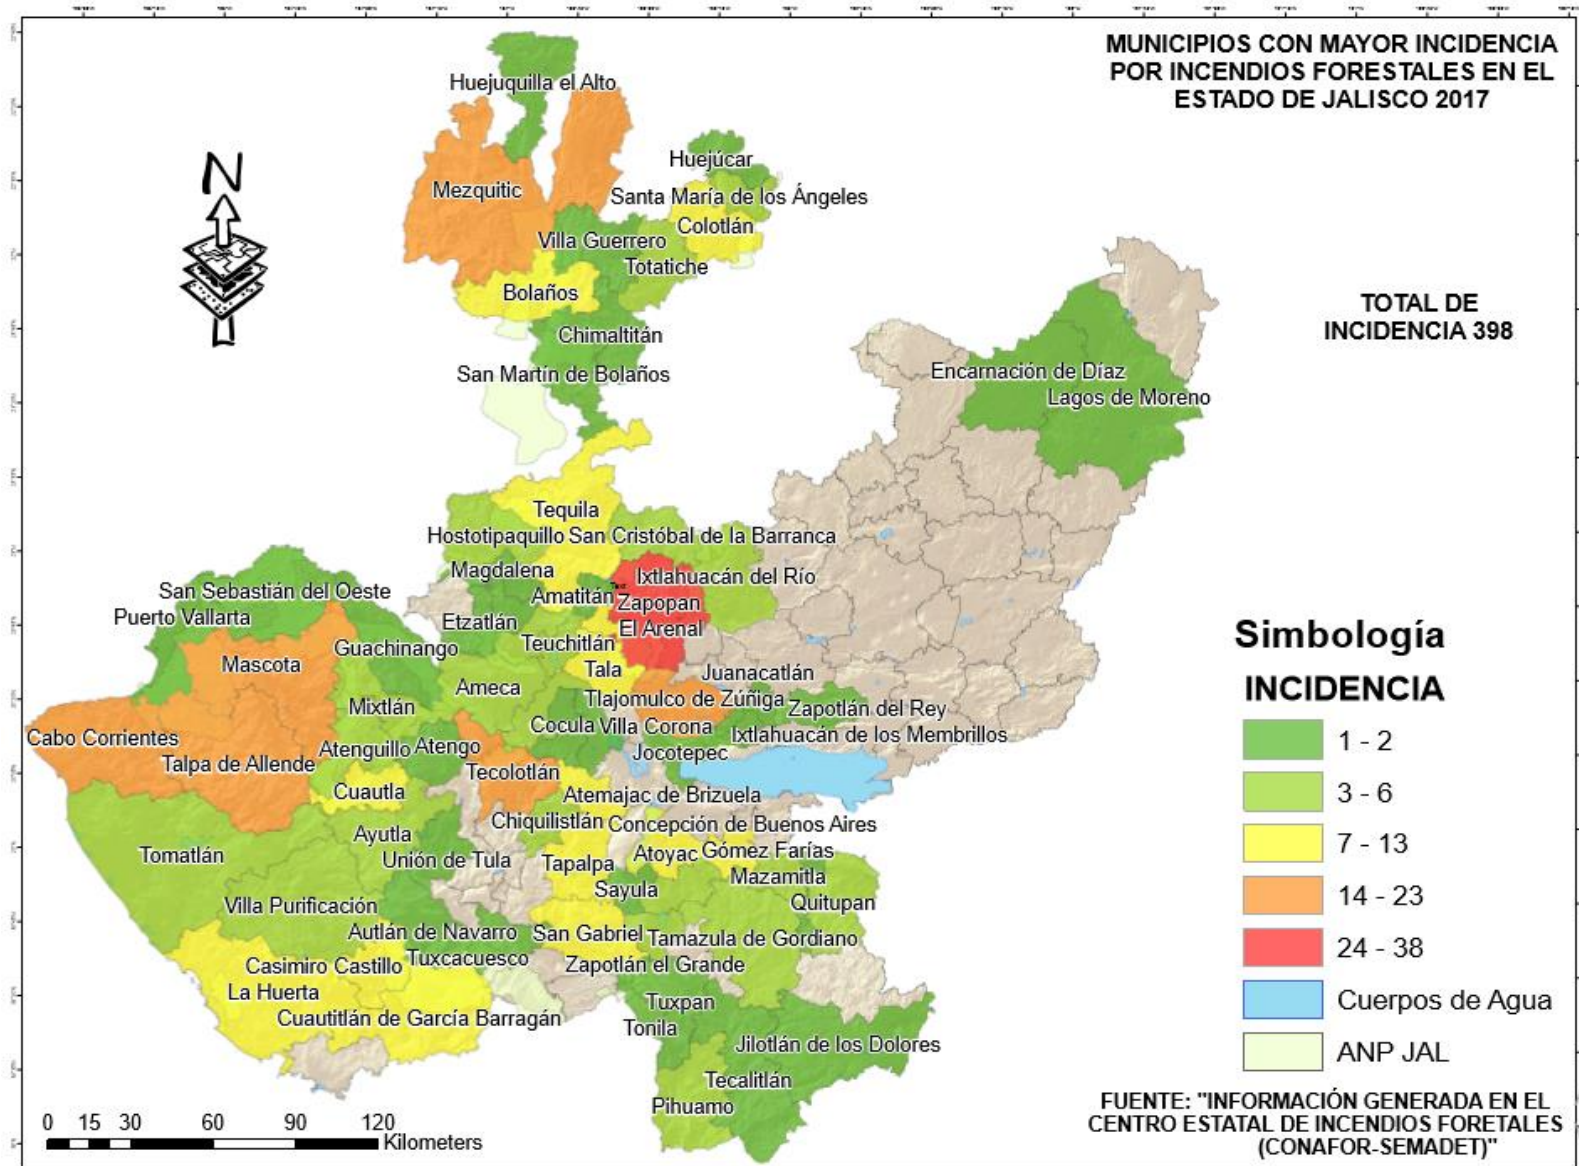 MUNICIPIOS CON MAYOR INCIDENCIA
POR INCENDIOS FORESTALES EN EL
ESTADO DE JALISCO 2017
Huejuquilla el Alto
Huejúcar
Mezquitic
Santa María de los Ángeles
Colotlán
N
Villa Guerrero
Totatiche
Bolaños
TOTAL DE
INCIDENCIA 398
Chimaltitán
San Martín de Bolaños
Encarnación de Díaz
Lagos de Moreno
Tequila
Hostotipaquillo San Cristóbal de la Barranca
Magdalena
Ixtlahuacán del Río
San Sebastián del Oeste
Amatitán
Zapopan
Puerto Vallarta
Etzatlán
El Arenal
Guachinango
Teuchitlán
Mascota
Tala
Juanacatlán
Ameca
Tlajomulco de Zúñiga
Mixtlán
Zapotlán del Rey
Cocula
Villa Corona
Ixtlahuacán de los Membrillos
Cabo Corrientes
Atenguillo
Atengo
Jocotepec
Talpa de Allende
Tecolotlán
Cuautla
Atemajac de Brizuela
Chiquilistlán
Concepción de Buenos Aires
Ayutla
Tomatlán
Unión de Tula
Tapalpa
Atoyac
Gómez Farías
Sayula
Mazamitla
Villa Purificación
Quitupan
Autlán de Navarro
San Gabriel
Tamazula de Gordiano
Casimiro Castillo
Tuxcacuesco
Zapotlán el Grande
La Huerta
Cuautitlán de García Barragán
Tuxpan
Tonila
Jilotlán de los Dolores
Tecalitlán
Pihuamo
Simbología
INCIDENCIA
1 - 2
3 - 6
7 - 13
14 - 23
24 - 38
Cuerpos de Agua
ANP JAL
0 15 30 60 90 120
Kilometers
FUENTE: "INFORMACIÓN GENERADA EN EL
CENTRO ESTATAL DE INCENDIOS FORETALES
(CONAFOR-SEMADET)"